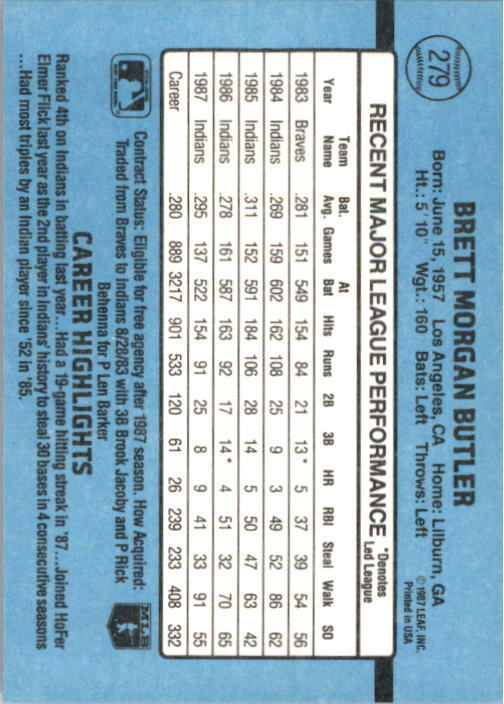 279
BRETT MORGAN BUTLER
Born: June 15, 1957 Los Angeles, CA Home: Lilburn, GA
Ht.: 5'10" Wgt.: 160 Bats: Left Throws: Left
©1987 LEAF, INC.
Printed in USA
RECENT MAJOR LEAGUE PERFORMANCE *Denotes Led League
Year Team Name Bat. Avg. Games At Bat Hits Runs 2B 3B HR RBI Steal Walk SO
1983 Braves .281 151 549 154 84 21 13* 5 37 39 54 56
1984 Indians .269 159 602 162 108 25 9 3 49 52 86 62
1985 Indians .311 152 591 184 106 28 14 5 50 47 63 42
1986 Indians .278 161 587 163 92 17 14* 4 51 32 70 65
1987 Indians .295 137 522 154 91 25 8 9 41 33 91 55
Career .280 889 3217 901 533 120 61 26 239 233 408 332
Contract Status: Eligible for free agency after 1987 season. How Acquired:
Traded from Braves to Indians 8/28/83 with 3B Brook Jacoby and P Rick
Behenna for P Len Barker
MLB
CAREER HIGHLIGHTS
Ranked 4th on Indians in batting last year...Had a 19-game hitting streak in '87...Joined HoFer
Elmer Flick last year as the 2nd player in Indians' history to steal 30 bases in 4 consecutive seasons
...Had most triples by an Indian player since '52 in '85.